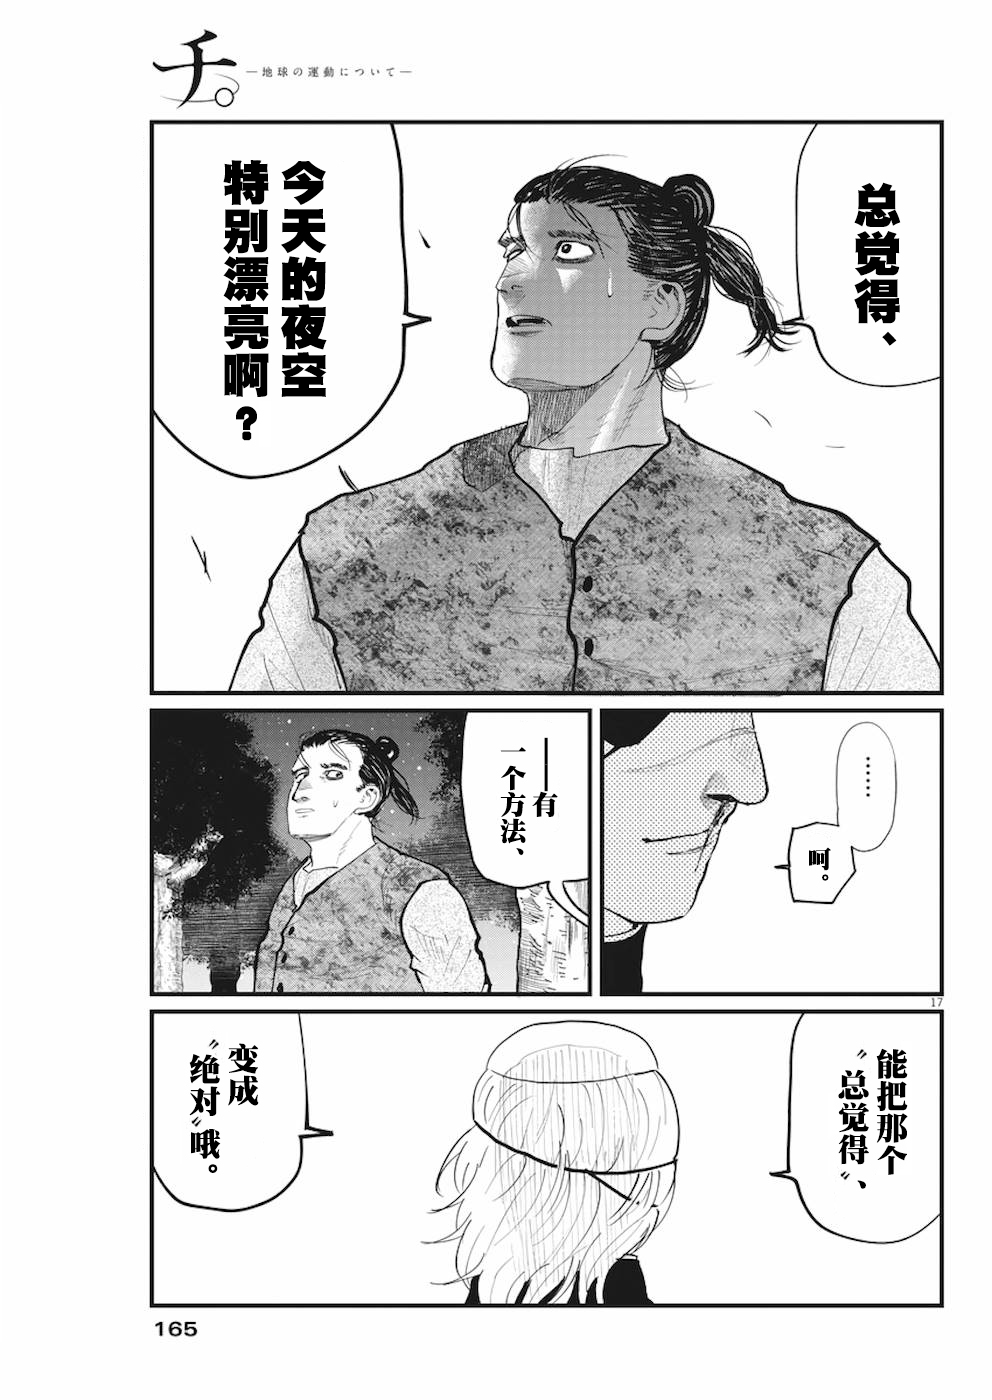 チ。
―地球の運動について―
总觉得、
今天的夜空
特别漂亮啊？
……
呵。
——有
一个方法、
17
能把那个
〝总觉得〞、
变成
〝绝对〞哦。
165